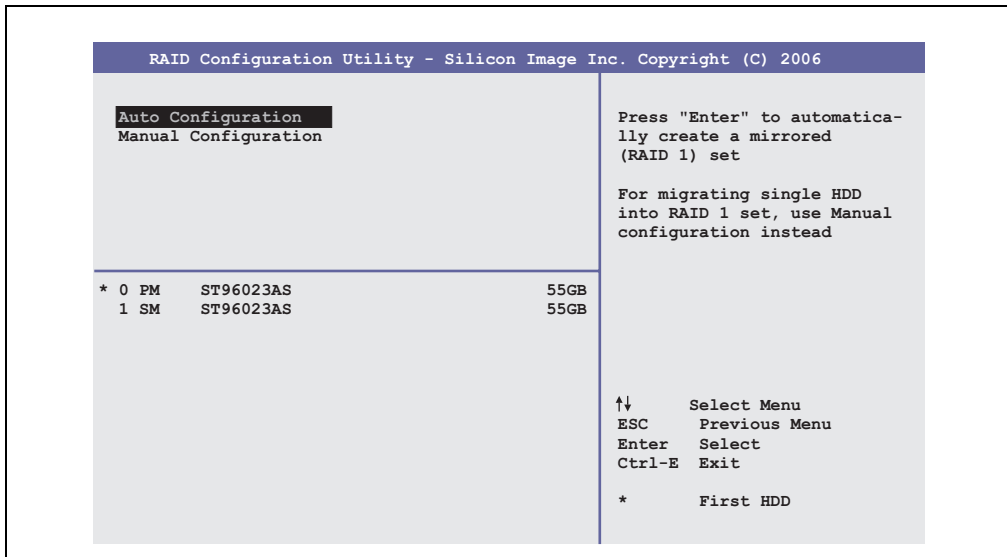 RAID Configuration Utility - Silicon Image Inc. Copyright (C) 2006
Auto Configuration
Manual Configuration
Press "Enter" to automatica-
lly create a mirrored
(RAID 1) set
For migrating single HDD
into RAID 1 set, use Manual
configuration instead
* 0 PM ST96023AS 55GB
1 SM ST96023AS 55GB
↑↓ Select Menu
ESC Previous Menu
Enter Select
Ctrl-E Exit
* First HDD